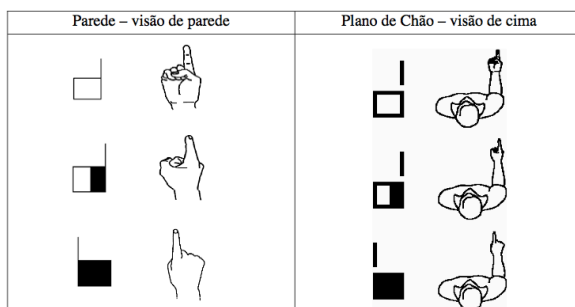 Parede – visão de parede
Plano de Chão – visão de cima